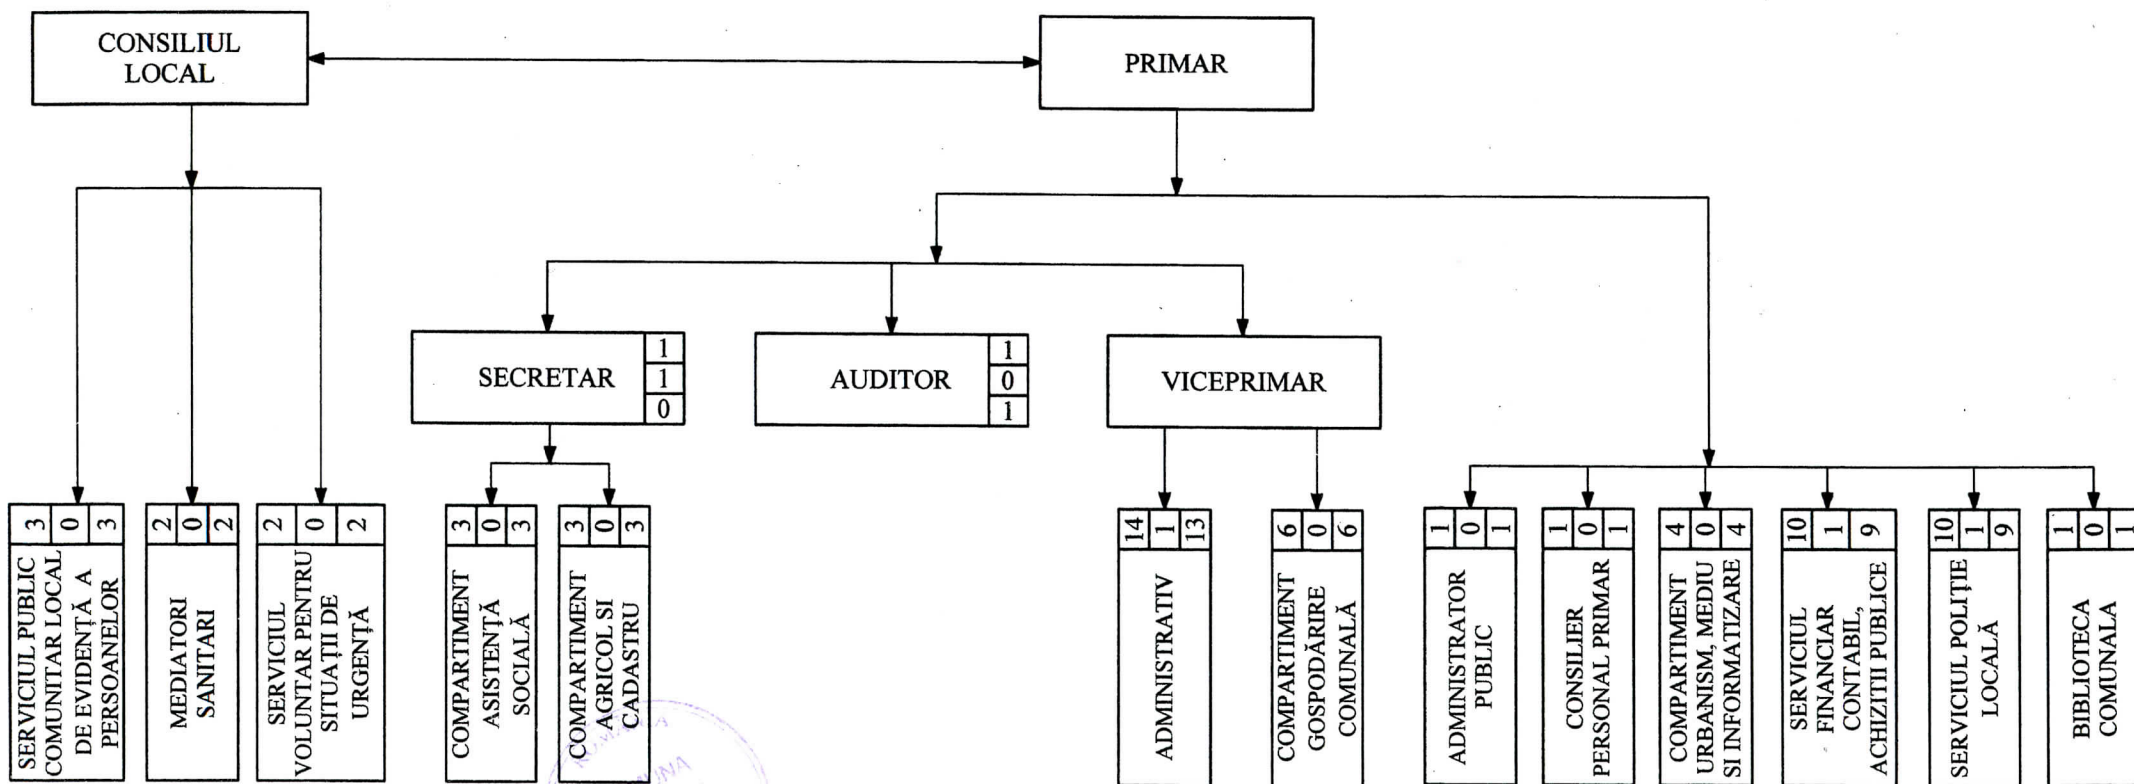 CONSILIUL
LOCAL
PRIMAR
SECRETAR
1
1
0
AUDITOR
1
0
1
VICEPRIMAR
3
0
3
SERVICIUL PUBLIC
COMUNITAR LOCAL
DE EVIDENȚĂ A
PERSOANELOR
2
0
2
MEDIATORI
SANITARI
2
0
2
SERVICIUL
VOLUNTAR PENTRU
SITUAȚII DE
URGENȚĂ
3
0
3
COMPARTIMENT
ASISTENȚĂ
SOCIALĂ
3
0
3
COMPARTIMENT
AGRICOL SI
CADASTRU
14
1
13
ADMINISTRATIV
6
0
6
COMPARTIMENT
GOSPODĂRIRE
COMUNALĂ
1
0
1
ADMINISTRATOR
PUBLIC
1
0
1
CONSILIER
PERSONAL PRIMAR
4
0
4
COMPARTIMENT
URBANISM, MEDIU
SI INFORMATIZARE
10
1
9
SERVICIUL
FINANCIAR
CONTABIL,
ACHIZITII PUBLICE
10
1
9
SERVICIUL POLIȚIE
LOCALĂ
1
0
1
BIBLIOTECA
COMUNALA